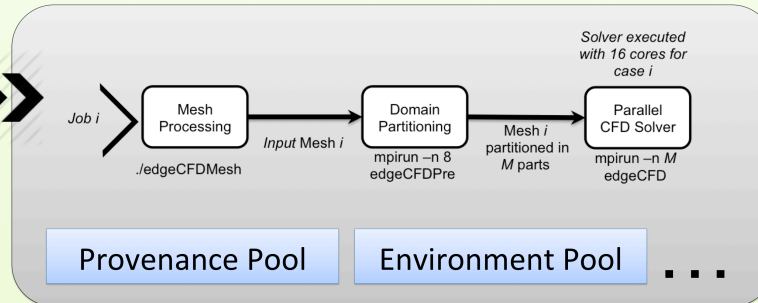 Solver executed
with 16 cores for
case i
Job i
Mesh
Processing
./edgeCFDMesh
Input Mesh i
Domain
Partitioning
mpirun –n 8
edgeCFDPre
Mesh i
partitioned in
M parts
Parallel
CFD Solver
mpirun –n M
edgeCFD
Provenance Pool
Environment Pool
...